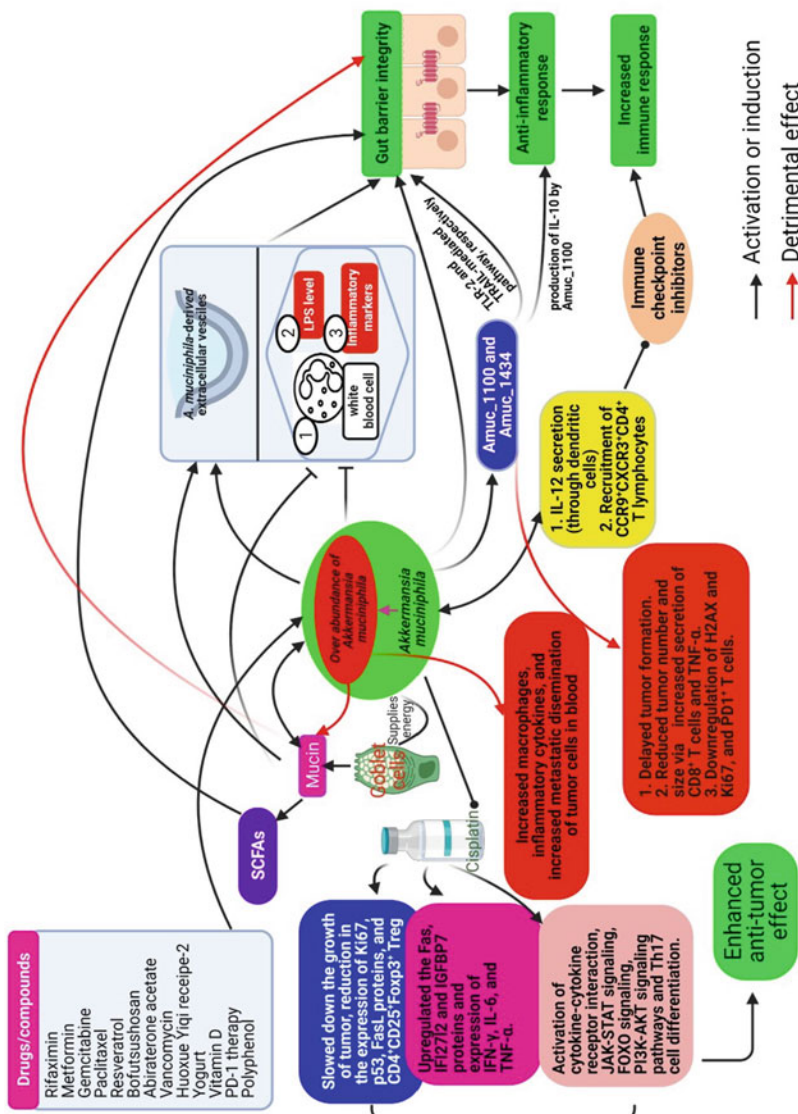 Drugs/compounds
Rifaximin
Metformin
Gemcitabine
Paclitaxel
Resveratrol
Bofutsushosan
Abiraterone acetate
Vancomycin
Huoxue Yiqi receipe-2
Yogurt
Vitamin D
PD-1 therapy
Polyphenol
SCFAs
Mucin
Goblet
cells
Supplies
energy
Cisplatin
Over abundance of
Akkermansia
muciniphila
Akkermansia
muciniphila
A. muciniphila-derived
extracellular vesciles
1
white
blood cell
2
LPS level
3
Inflammatory
markers
Gut barrier integrity
Anti-inflammatory
response
Increased
immune response
TLR-2 and
TRAIL-mediated
pathway, respectively
production of IL-10 by
Amuc_1100
Amuc_1100 and
Amuc_1434
1. IL-12 secretion
(through dendritic
cells)
2. Recruitment of
CCR9⁺CXCR3⁺CD4⁺
T lymphocytes
Immune
checkpoint
inhibitors
Slowed down the growth
of tumor, reduction in
the expression of Ki67,
p53, FasL proteins, and
CD4⁺CD25⁺Foxp3⁺ Treg
Upregulated the Fas,
IFI27l2 and IGFBP7
proteins and
expression of
IFN-γ, IL-6, and
TNF-α.
Activation of
cytokine-cytokine
receptor interaction,
JAK-STAT signaling,
FOXO signaling,
PI3K-AKT signaling
pathways and Th17
cell differentiation.
Enhanced
anti-tumor
effect
Increased macrophages,
inflammatory cytokines, and
increased metastatic disemination
of tumor cells in blood
1. Delayed tumor formation.
2. Reduced tumor number and
size via increased secretion of
CD8⁺ T cells and TNF-α.
3. Downregulation of H2AX and
Ki67, and PD1⁺ T cells.
Activation or induction
Detrimental effect